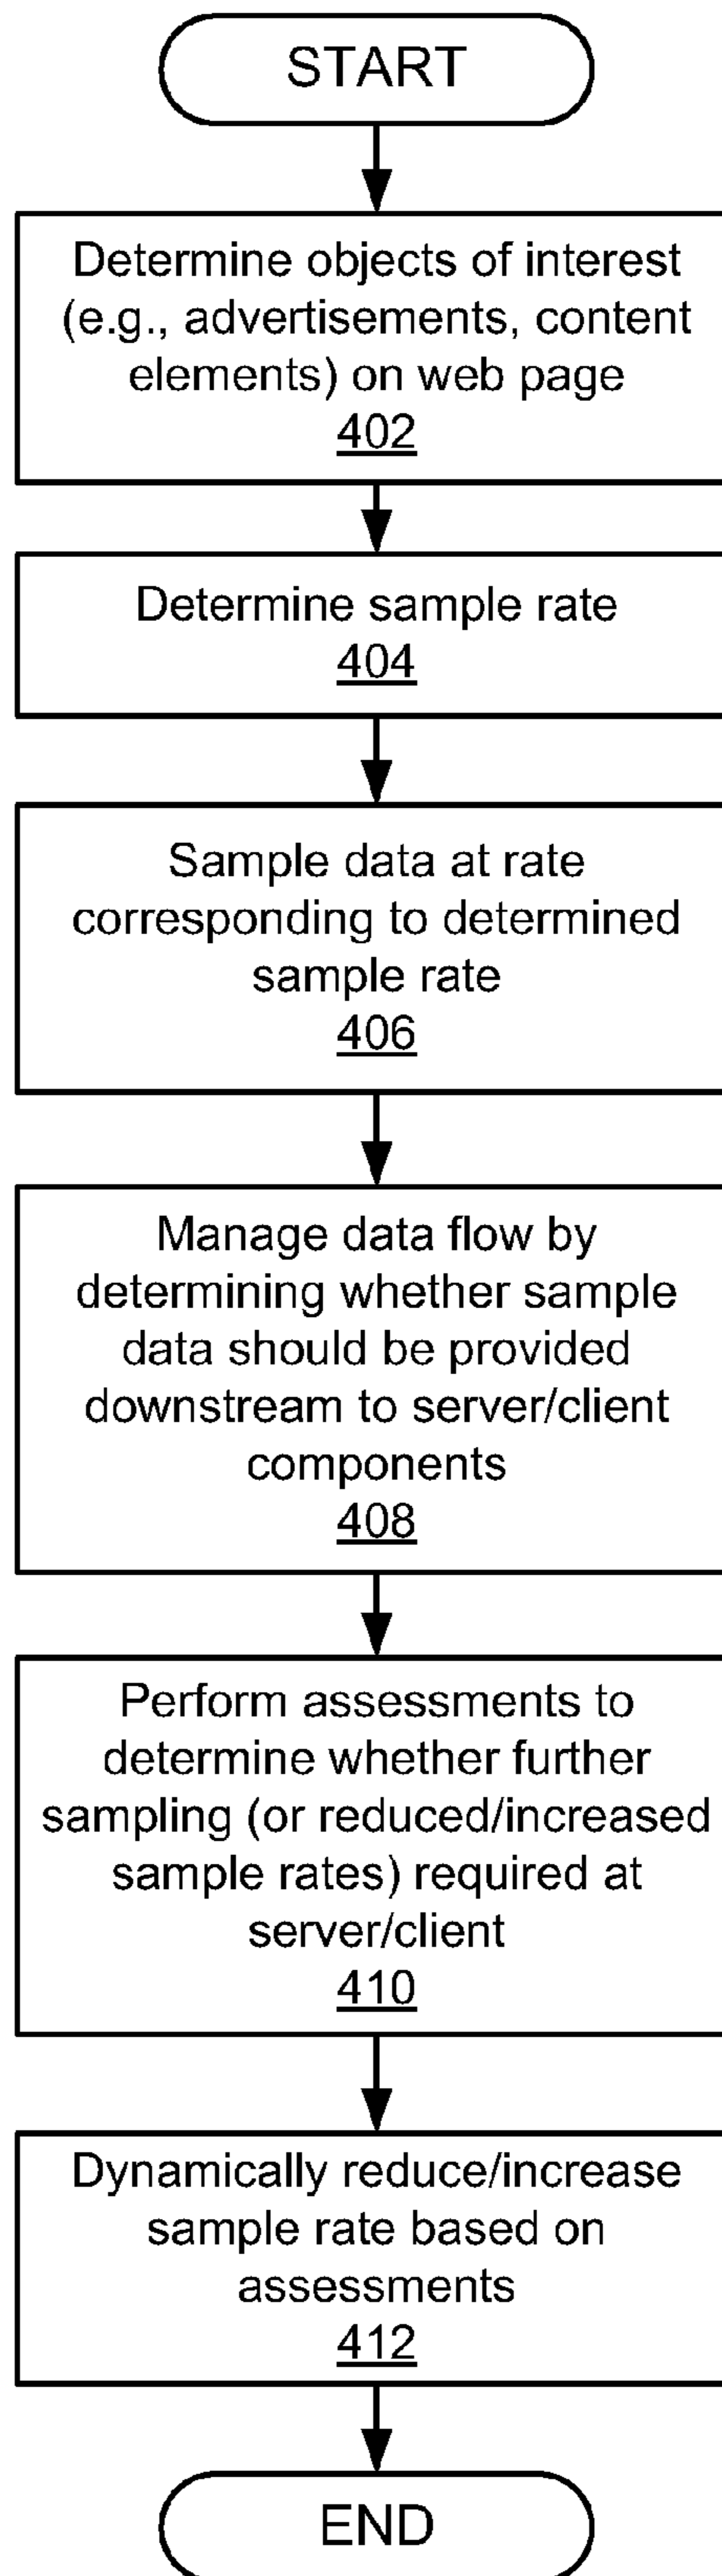 START
Determine objects of interest
(e.g., advertisements, content
elements) on web page
402
Determine sample rate
404
Sample data at rate
corresponding to determined
sample rate
406
Manage data flow by
determining whether sample
data should be provided
downstream to server/client
components
408
Perform assessments to
determine whether further
sampling (or reduced/increased
sample rates) required at
server/client
410
Dynamically reduce/increase
sample rate based on
assessments
412
END